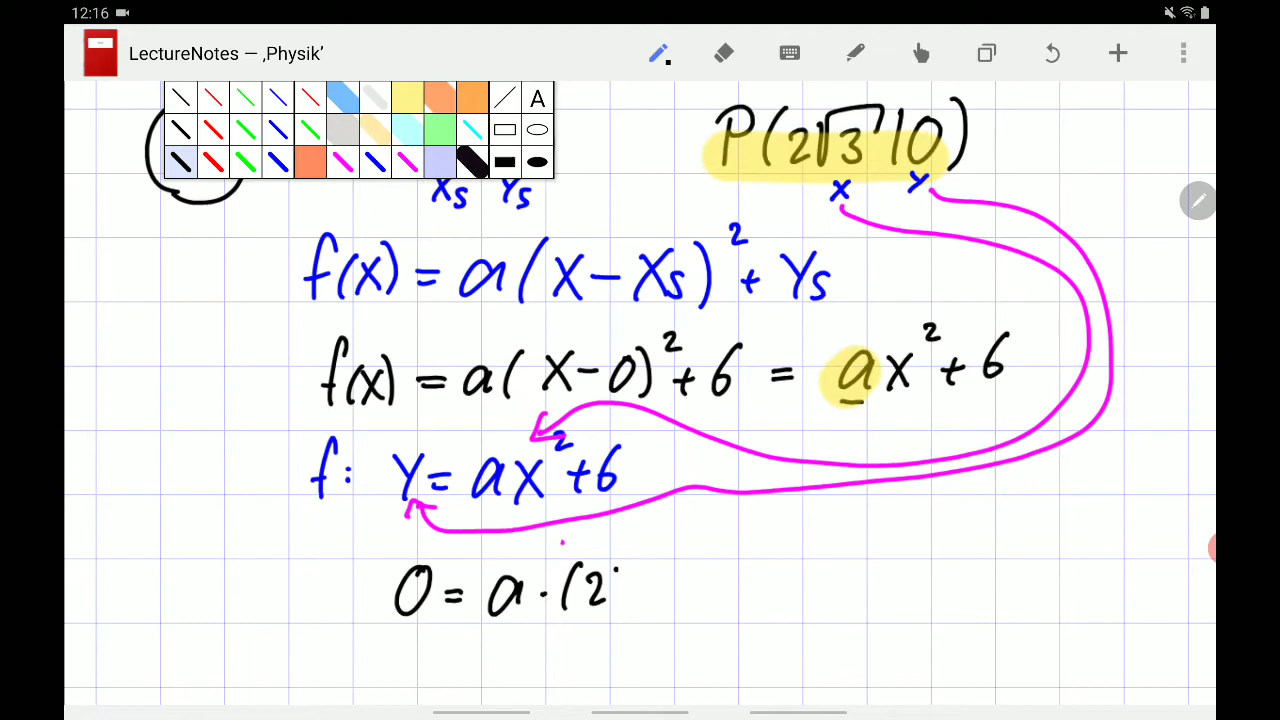 12:16
LectureNotes — ‚Physik’
A
P(2√3|0)
x y
xs ys
f(x) = a(x-xs)² + ys
f(x) = a(x-0)² + 6 = ax² + 6
f: y = ax² + 6
0 = a · (2